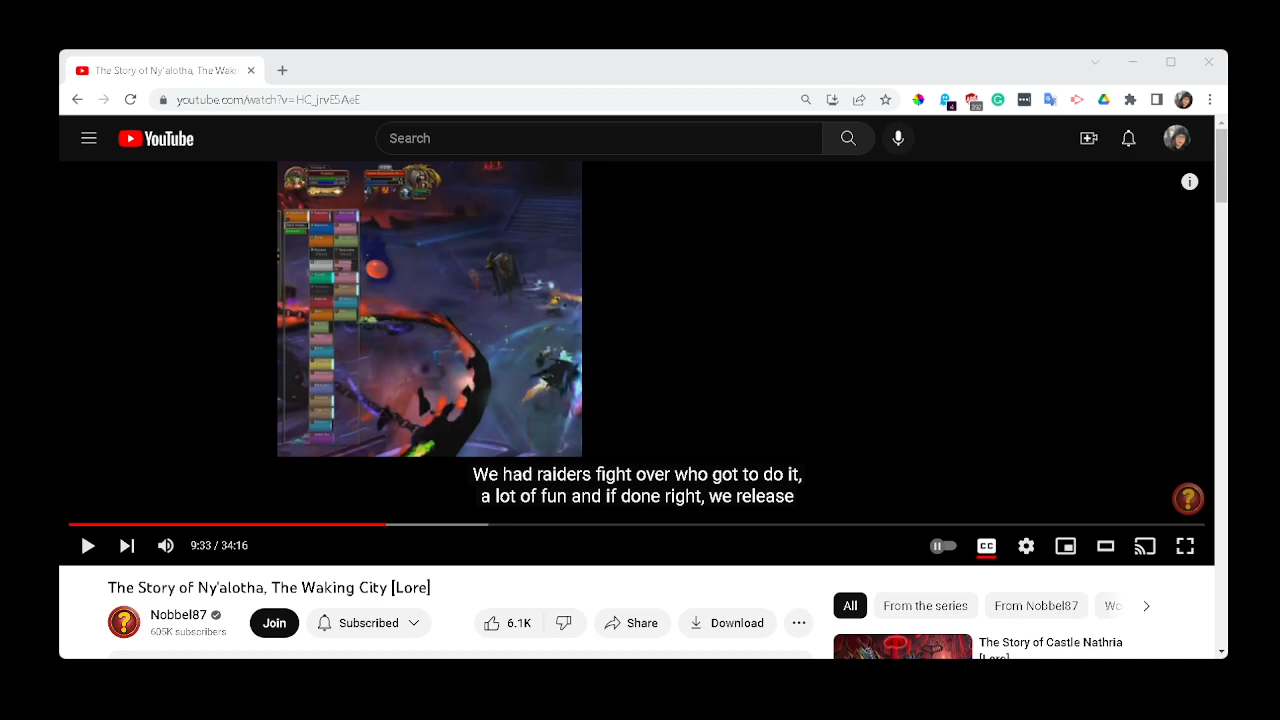 The Story of Ny'alotha, The Waki
youtube.com/watch?v=HC_jrvE5AeE
YouTube
Search
We had raiders fight over who got to do it,
a lot of fun and if done right, we release
9:33 / 34:16
CC
The Story of Ny'alotha, The Waking City [Lore]
Nobbel87
605K subscribers
Join
Subscribed
6.1K
Share
Download
All
From the series
From Nobbel87
Wo
The Story of Castle Nathria
[Lore]